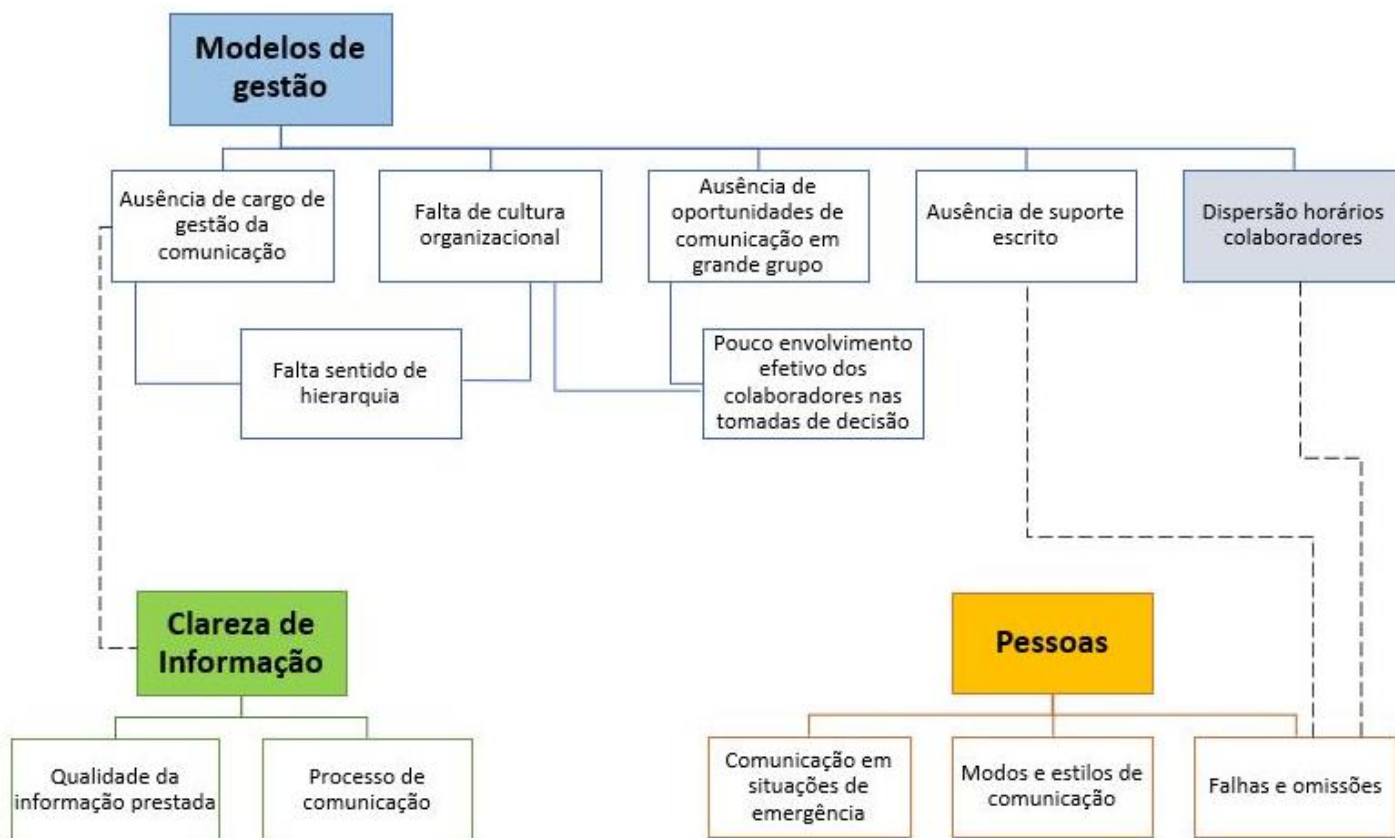 Modelos de
gestão
Ausência de cargo de
gestão da
comunicação
Falta de cultura
organizacional
Ausência de
oportunidades de
comunicação em
grande grupo
Ausência de suporte
escrito
Dispersão horários
colaboradores
Falta sentido de
hierarquia
Pouco envolvimento
efetivo dos
colaboradores nas
tomadas de decisão
Clareza de
Informação
Pessoas
Qualidade da
informação prestada
Processo de
comunicação
Comunicação em
situações de
emergência
Modos e estilos de
comunicação
Falhas e omissões